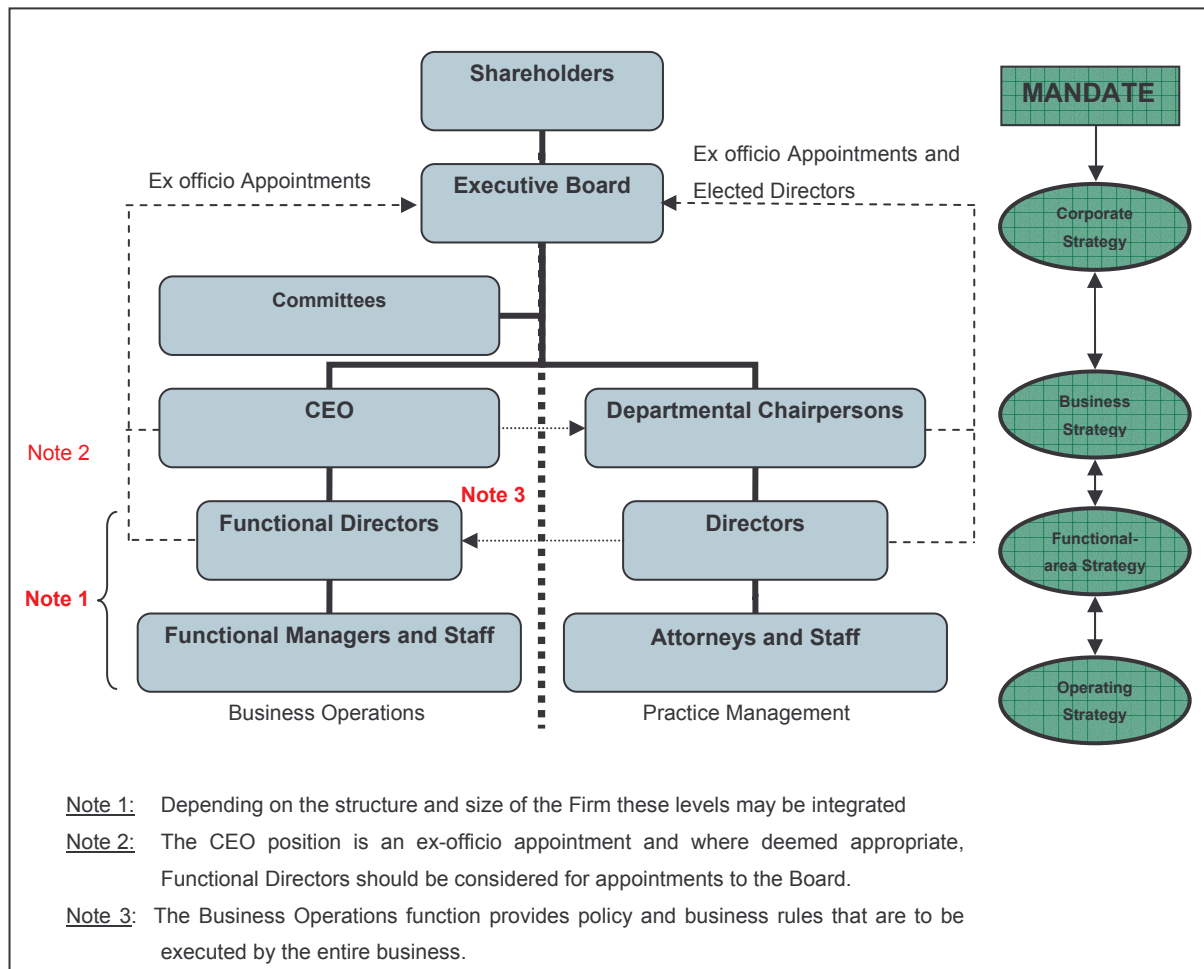 Shareholders
MANDATE
Ex officio Appointments
Executive Board
Ex officio Appointments and
Elected Directors
Corporate
Strategy
Committees
CEO
Departmental Chairpersons
Business
Strategy
Note 2
Note 3
Functional Directors
Directors
Functional-
area Strategy
Note 1
Functional Managers and Staff
Attorneys and Staff
Operating
Strategy
Business Operations
Practice Management
Note 1: Depending on the structure and size of the Firm these levels may be integrated
Note 2: The CEO position is an ex-officio appointment and where deemed appropriate,
Functional Directors should be considered for appointments to the Board.
Note 3: The Business Operations function provides policy and business rules that are to be
executed by the entire business.